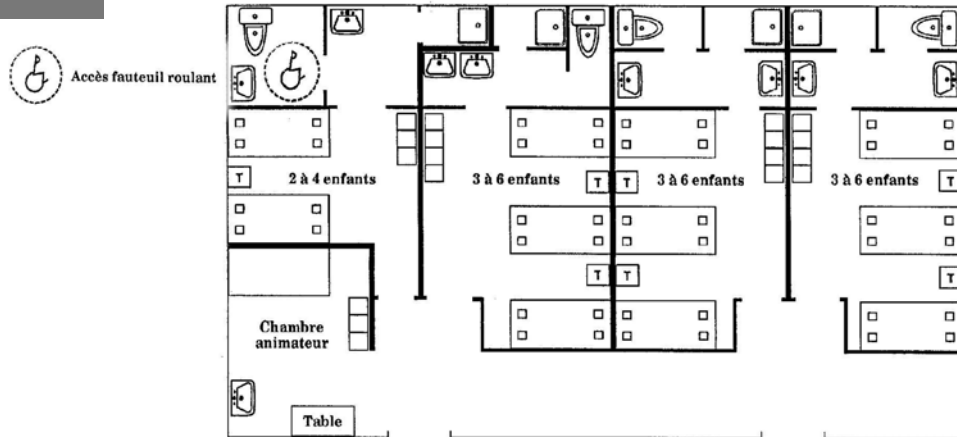 Accès fauteuil roulant
2 à 4 enfants
3 à 6 enfants
3 à 6 enfants
3 à 6 enfants
T
T
T
T
T
T
T
Chambre
animateur
Table